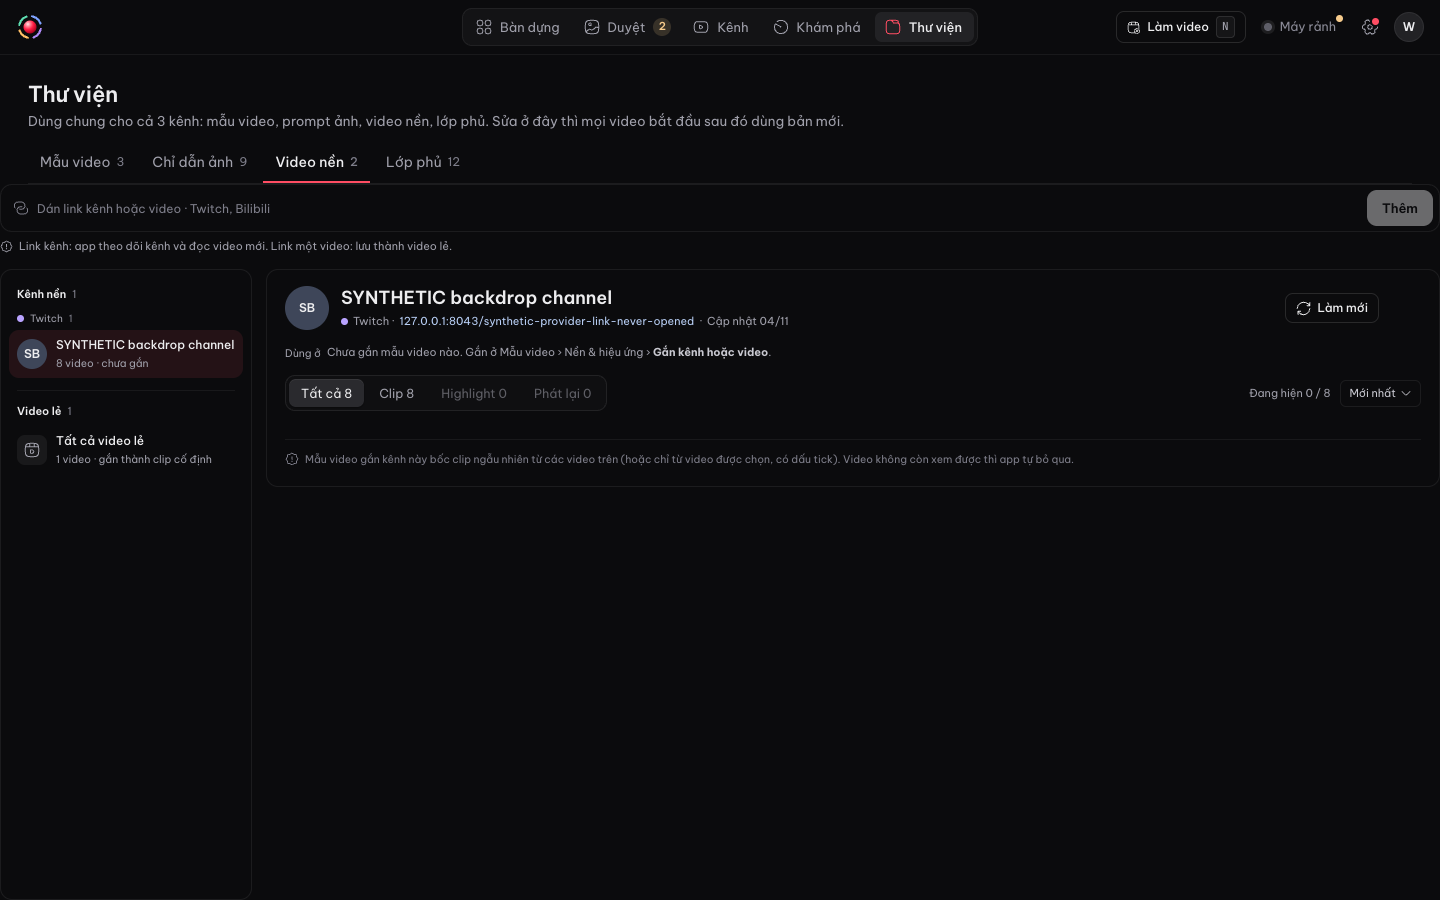 Bàn dựng
Duyệt 2
Kênh
Khám phá
Thư viện
Làm video N
Máy rảnh
W
Thư viện
Dùng chung cho cả 3 kênh: mẫu video, prompt ảnh, video nền, lớp phủ. Sửa ở đây thì mọi video bắt đầu sau đó dùng bản mới.
Mẫu video 3
Chỉ dẫn ảnh 9
Video nền 2
Lớp phủ 12
Dán link kênh hoặc video · Twitch, Bilibili
Thêm
Link kênh: app theo dõi kênh và đọc video mới. Link một video: lưu thành video lẻ.
Kênh nền 1
Twitch 1
SB
SYNTHETIC backdrop channel
8 video · chưa gắn
Video lẻ 1
Tất cả video lẻ
1 video · gắn thành clip cố định
SB
SYNTHETIC backdrop channel
Twitch · 127.0.0.1:8043/synthetic-provider-link-never-opened · Cập nhật 04/11
Làm mới
Dùng ở Chưa gắn mẫu video nào. Gắn ở Mẫu video › Nền & hiệu ứng › Gắn kênh hoặc video.
Tất cả 8
Clip 8
Highlight 0
Phát lại 0
Đang hiện 0 / 8
Mới nhất
Mẫu video gắn kênh này bốc clip ngẫu nhiên từ các video trên (hoặc chỉ từ video được chọn, có dấu tick). Video không còn xem được thì app tự bỏ qua.